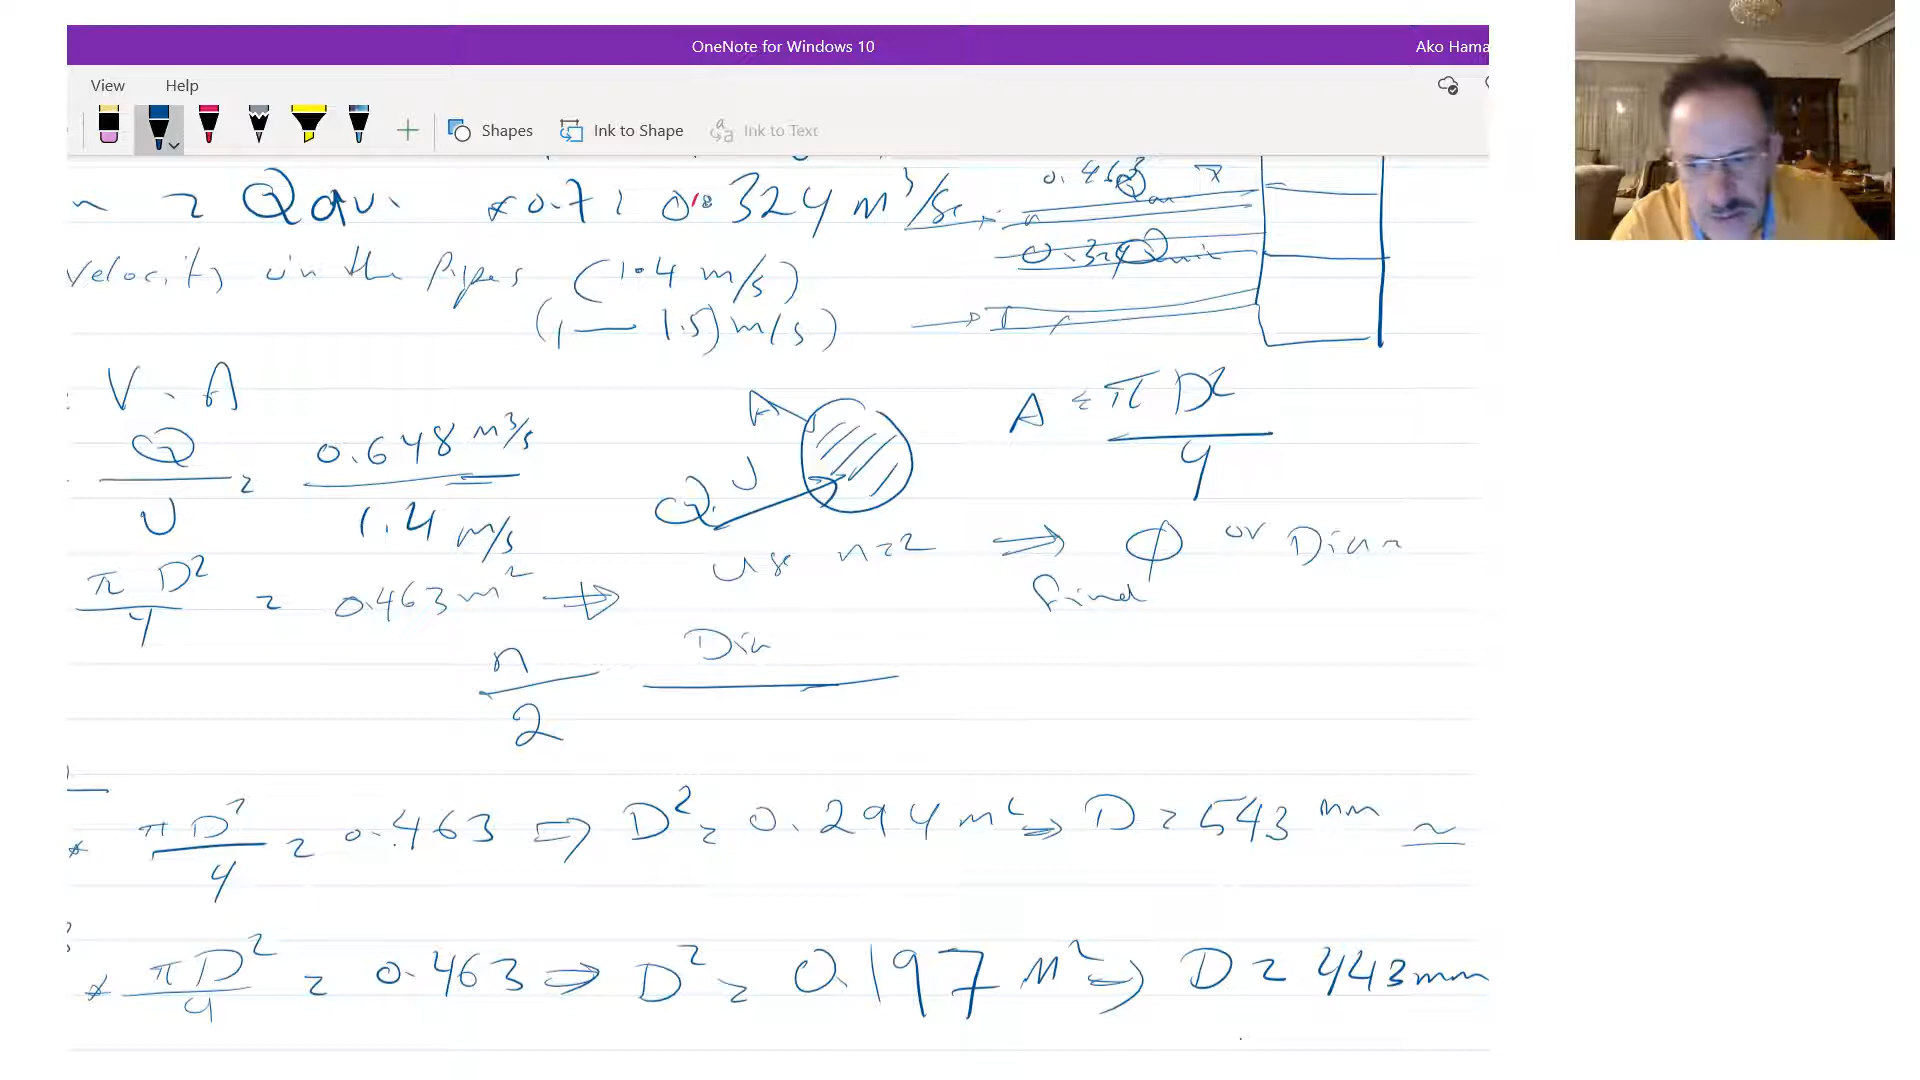 OneNote for Windows 10
Ako Hama
View Help
Shapes Ink to Shape Ink to Text
= Qav. * 0.7 = 0.324 m³/s
0.463
0.324
velocity in the pipes (1.4 m/s)
(1 — 1.5) m/s)
V . A
Q / V = 0.648 m³/s / 1.4 m/s
A
Q V
A = π D² / 4
π D² / 4 = 0.463 m² ⇒
use n = 2 ⇒ φ or Dia
find
n Dia
2
* π D² / 4 = 0.463 ⇒ D² = 0.294 m² ⇒ D = 543 mm ≈
* π D² / 4 = 0.463 ⇒ D² = 0.197 m² ⇒ D = 443 mm